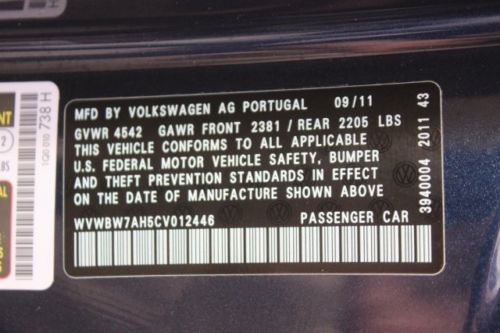 MFD BY VOLKSWAGEN AG PORTUGAL 09/11
GVWR 4542 GAWR FRONT 2381 / REAR 2205 LBS
THIS VEHICLE CONFORMS TO ALL APPLICABLE
U.S. FEDERAL MOTOR VEHICLE SAFETY, BUMPER
AND THEFT PREVENTION STANDARDS IN EFFECT
ON THE DATE OF MANUFACTURE SHOWN ABOVE
WVWBW7AH5CV012446 PASSENGER CAR
3940004 2011 43
1Q0 010 738 H